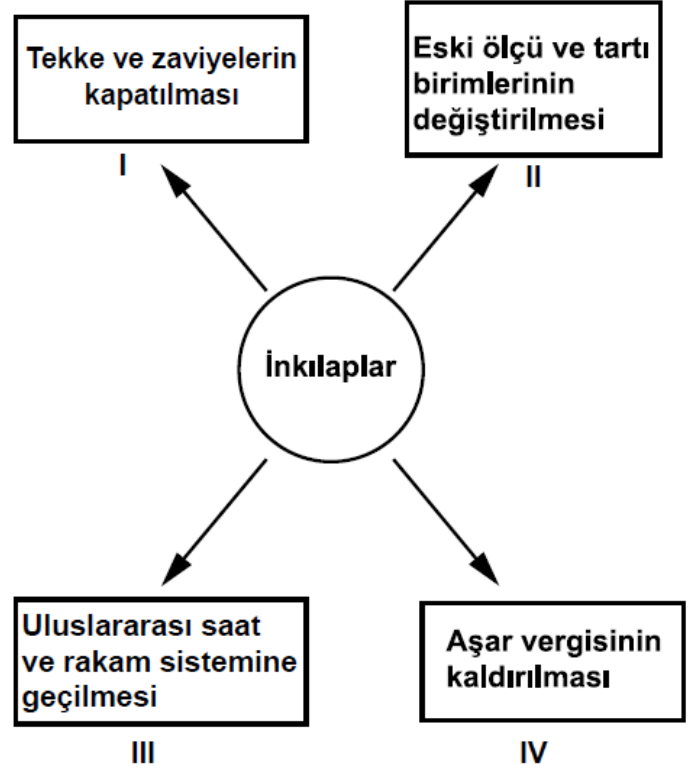 Tekke ve zaviyelerin
kapatılması
I
Eski ölçü ve tartı
birimlerinin
değiştirilmesi
II
İnkılaplar
Uluslararası saat
ve rakam sistemine
geçilmesi
III
Aşar vergisinin
kaldırılması
IV